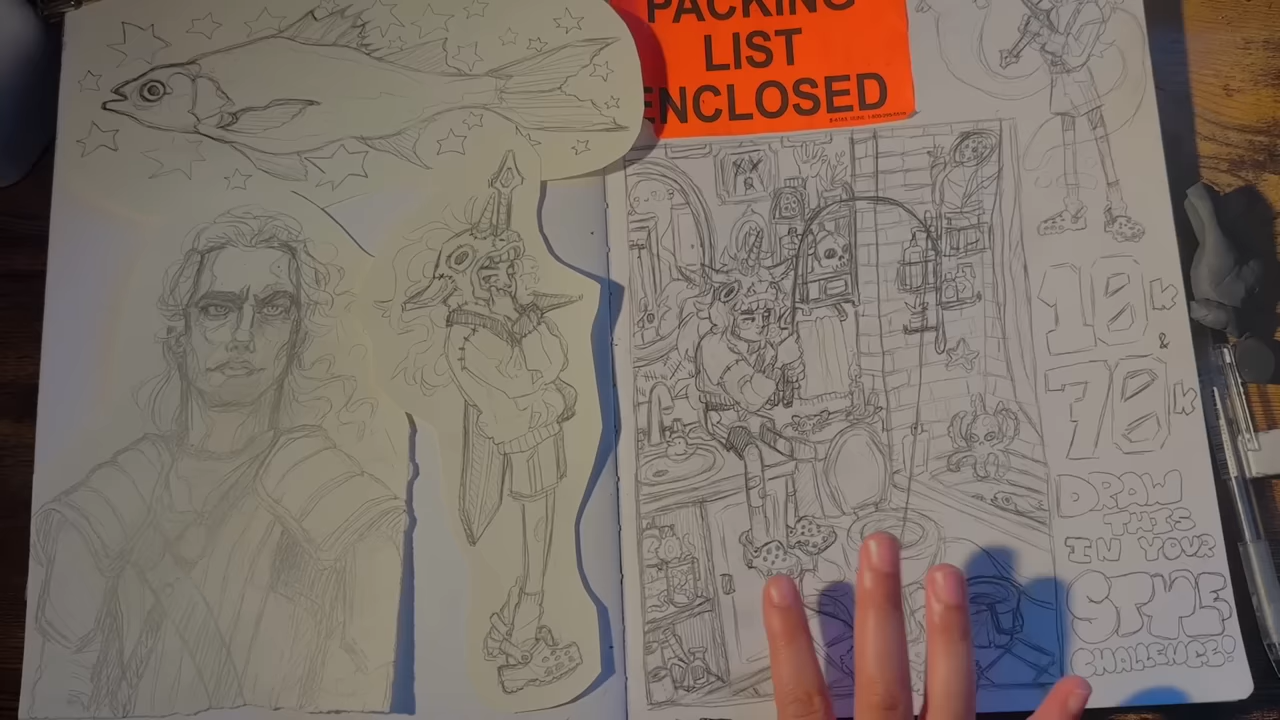 PACKING
LIST
ENCLOSED
10K
&
70K
DRAW
THIS
IN YOUR
STYLE
CHALLENGE!